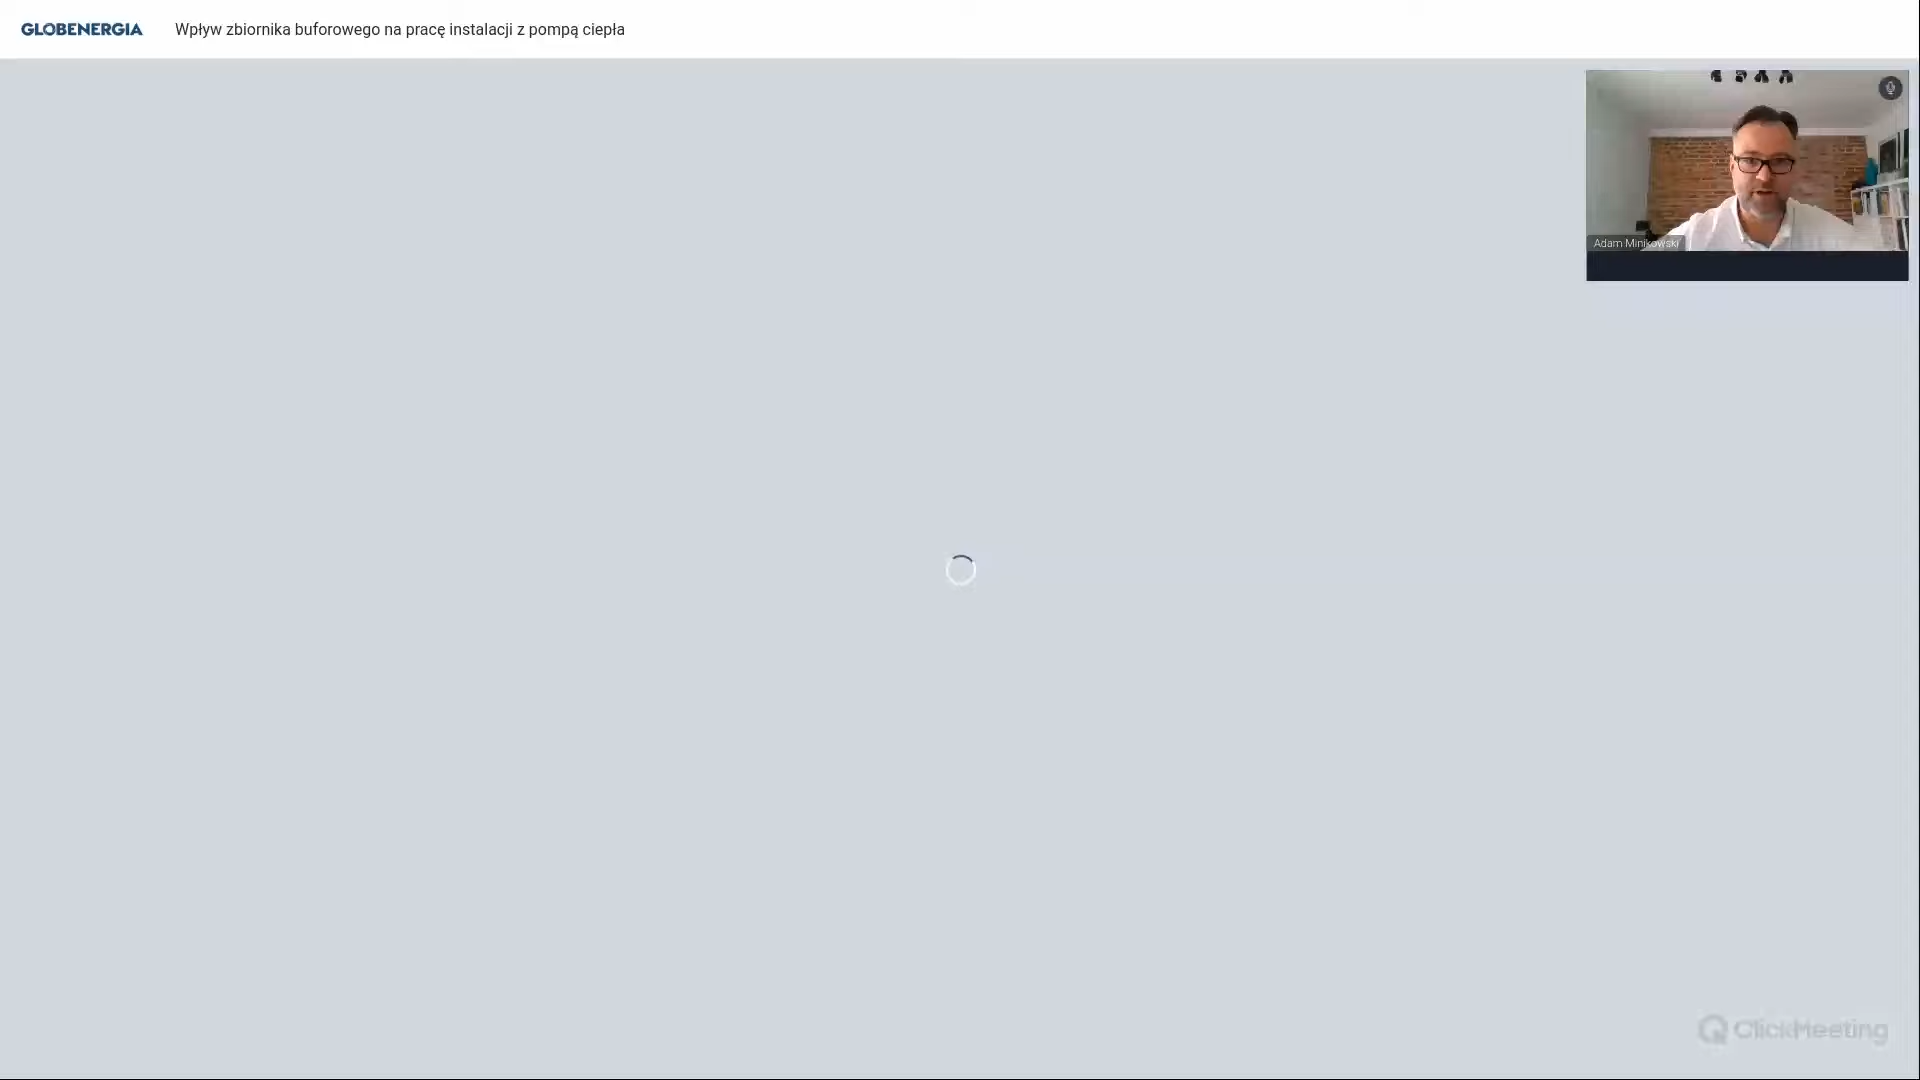 GLOBENERGIA
Wpływ zbiornika buforowego na pracę instalacji z pompą ciepła
Adam Minikowski
ClickMeeting